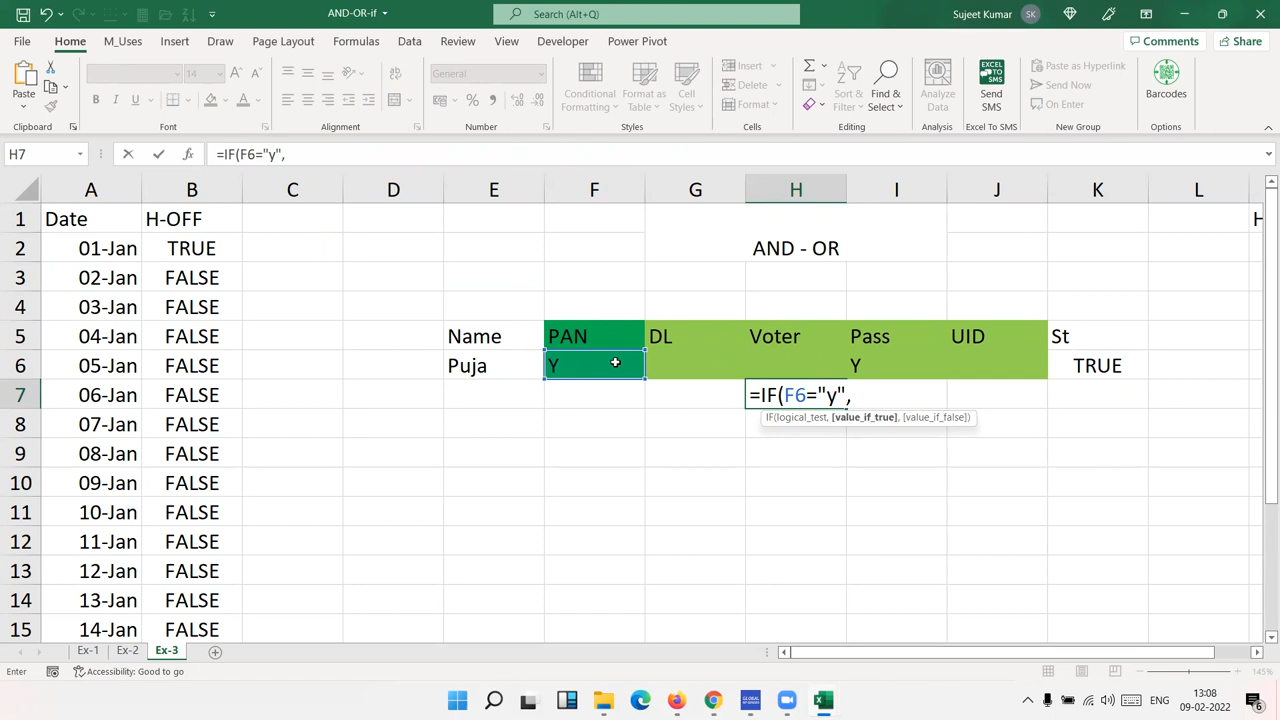 AND-OR-if
Search (Alt+Q)
Sujeet Kumar
SK
File
Home
M_Uses
Insert
Draw
Page Layout
Formulas
Data
Review
View
Developer
Power Pivot
Comments
Share
Paste
14
General
Conditional Formatting
Format as Table
Cell Styles
Insert
Delete
Format
Sort & Filter
Find & Select
Analyze Data
Send SMS
Paste as Hyperlink
Send Now
On Enter
Barcodes
Clipboard
Font
Alignment
Number
Styles
Cells
Editing
Analysis
Excel To SMS
New Group
Options
H7
=IF(F6="y",
A B C D E F G H I J K L
1 Date H-OFF H
2 01-Jan TRUE AND - OR
3 02-Jan FALSE
4 03-Jan FALSE
5 04-Jan FALSE Name PAN DL Voter Pass UID St
6 05-Jan FALSE Puja Y Y TRUE
7 06-Jan FALSE =IF(F6="y",
IF(logical_test, [value_if_true], [value_if_false])
8 07-Jan FALSE
9 08-Jan FALSE
10 09-Jan FALSE
11 10-Jan FALSE
12 11-Jan FALSE
13 12-Jan FALSE
14 13-Jan FALSE
15 14-Jan FALSE
Ex-1 Ex-2 Ex-3
Enter
Accessibility: Good to go
145%
ENG
13:08
09-02-2022
6